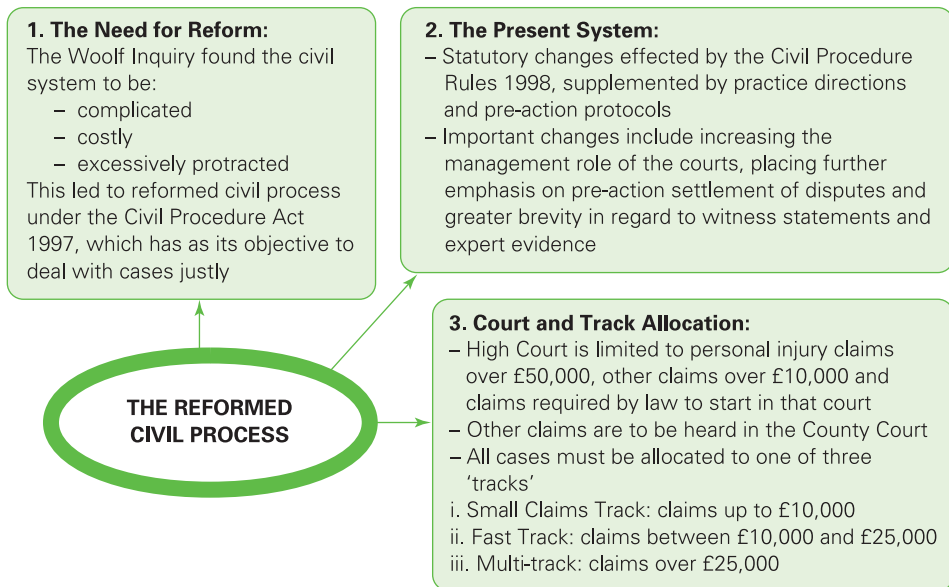 1. The Need for Reform:
The Woolf Inquiry found the civil
system to be:
– complicated
– costly
– excessively protracted
This led to reformed civil process
under the Civil Procedure Act
1997, which has as its objective to
deal with cases justly
2. The Present System:
– Statutory changes effected by the Civil Procedure
Rules 1998, supplemented by practice directions
and pre-action protocols
– Important changes include increasing the
management role of the courts, placing further
emphasis on pre-action settlement of disputes and
greater brevity in regard to witness statements and
expert evidence
THE REFORMED
CIVIL PROCESS
3. Court and Track Allocation:
– High Court is limited to personal injury claims
over £50,000, other claims over £10,000 and
claims required by law to start in that court
– Other claims are to be heard in the County Court
– All cases must be allocated to one of three
‘tracks’
i. Small Claims Track: claims up to £10,000
ii. Fast Track: claims between £10,000 and £25,000
iii. Multi-track: claims over £25,000